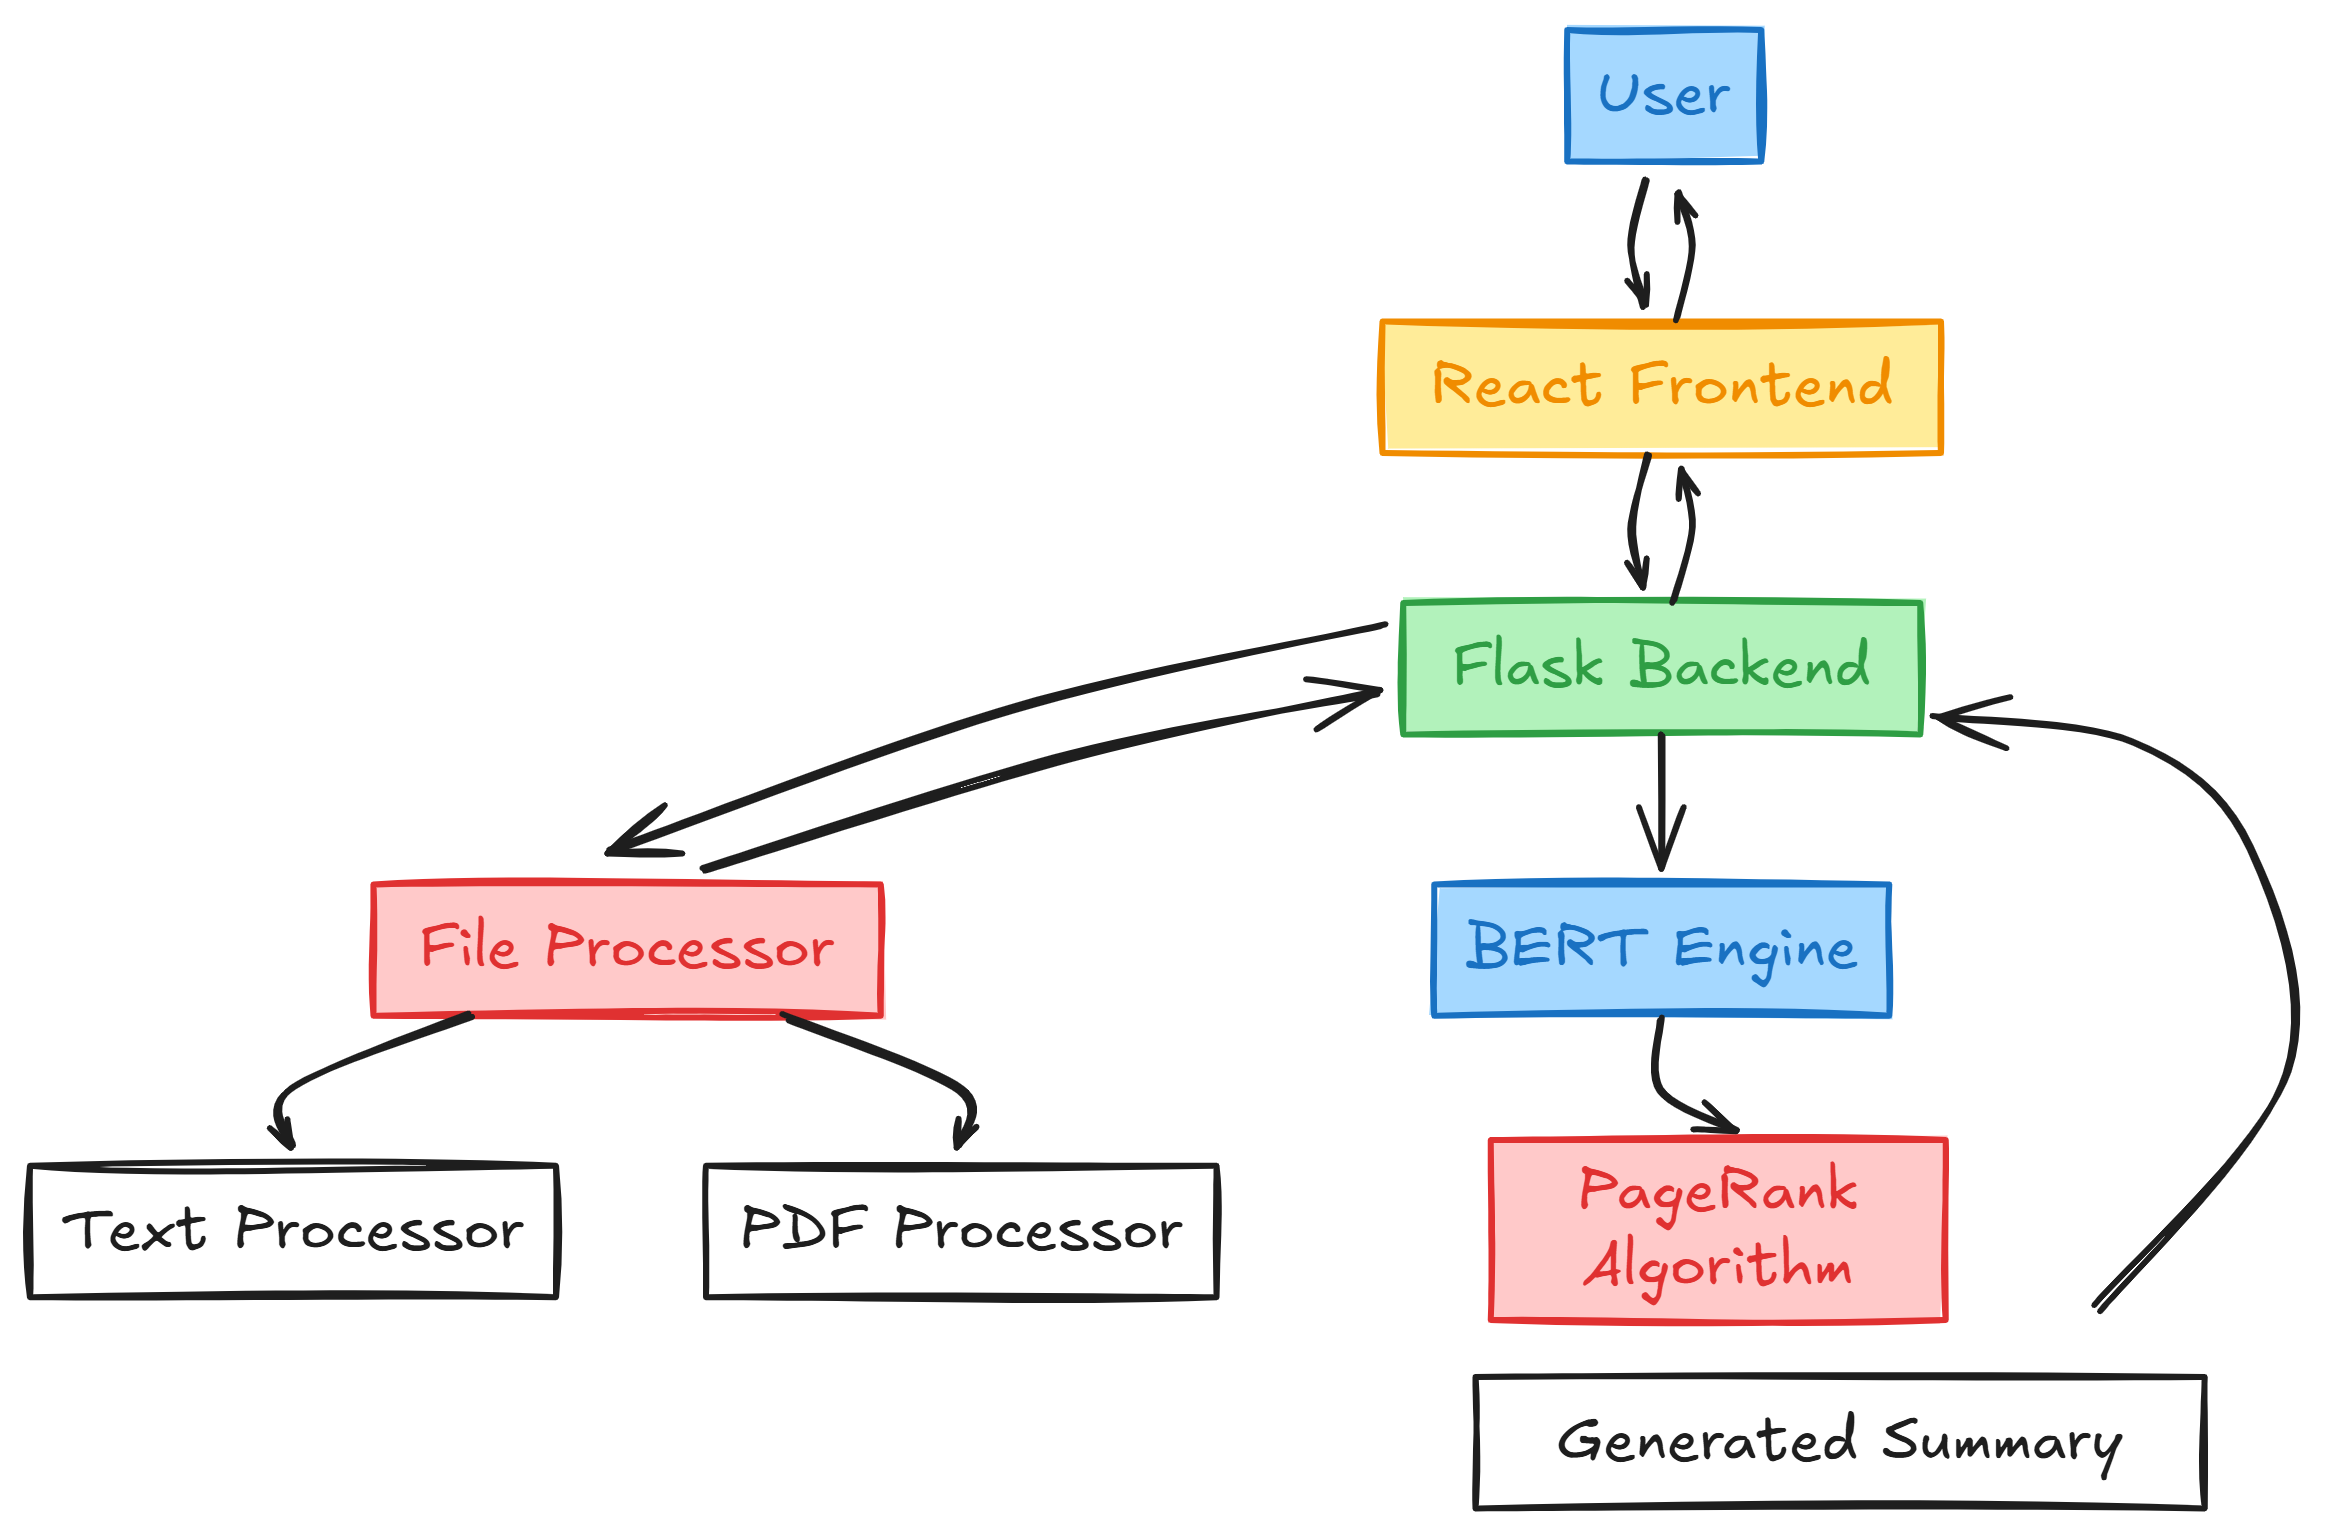 User
React Frontend
Flask Backend
File Processor
BERT Engine
Text Processor
PDF Processor
PageRank
Algorithm
Generated Summary